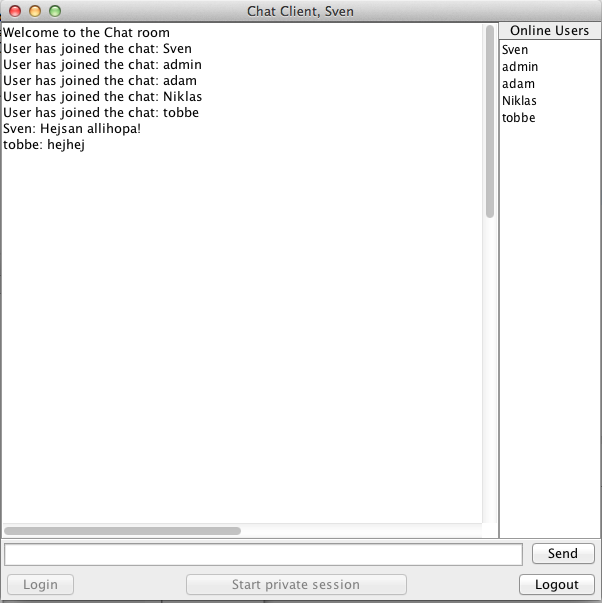 Chat Client, Sven
Welcome to the Chat room
User has joined the chat: Sven
User has joined the chat: admin
User has joined the chat: adam
User has joined the chat: Niklas
User has joined the chat: tobbe
Sven: Hejsan allihopa!
tobbe: hejhej
Online Users
Sven
admin
adam
Niklas
tobbe
Send
Login
Start private session
Logout